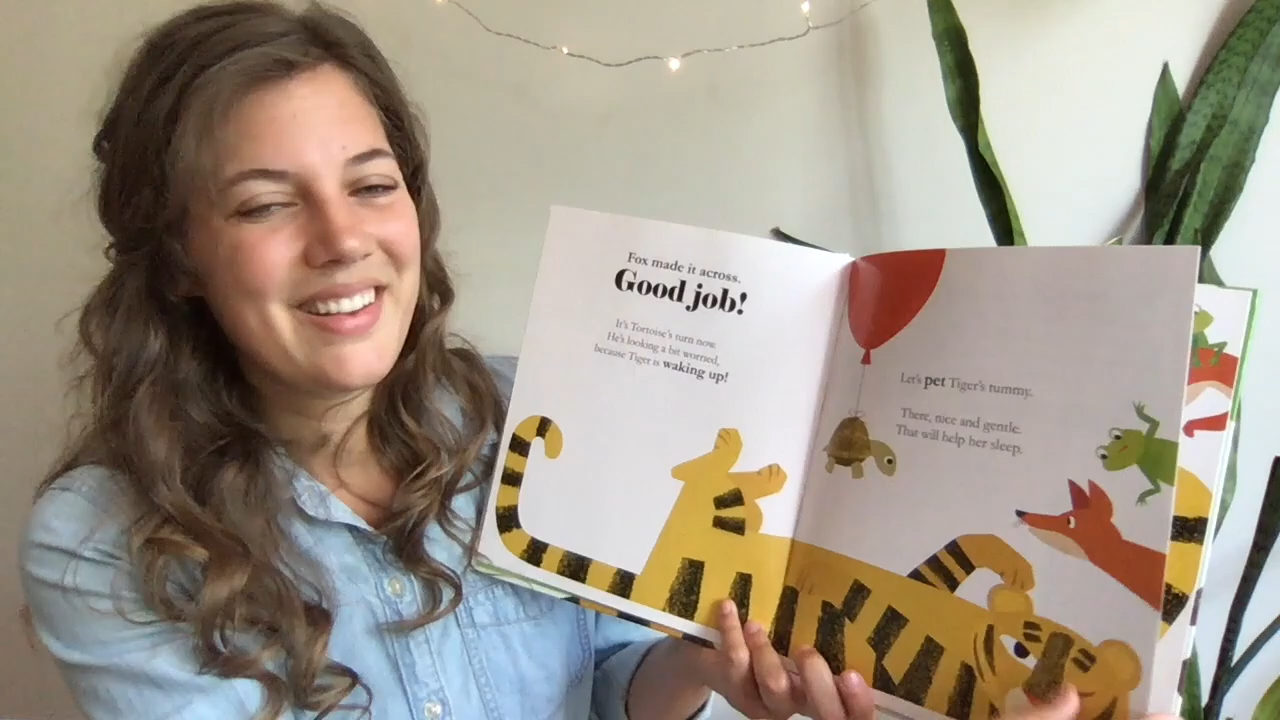 Fox made it across.
Good job!
It's Tortoise's turn now.
He's looking a bit worried,
because Tiger is waking up!
Let's pet Tiger's tummy.
There, nice and gentle.
That will help her sleep.